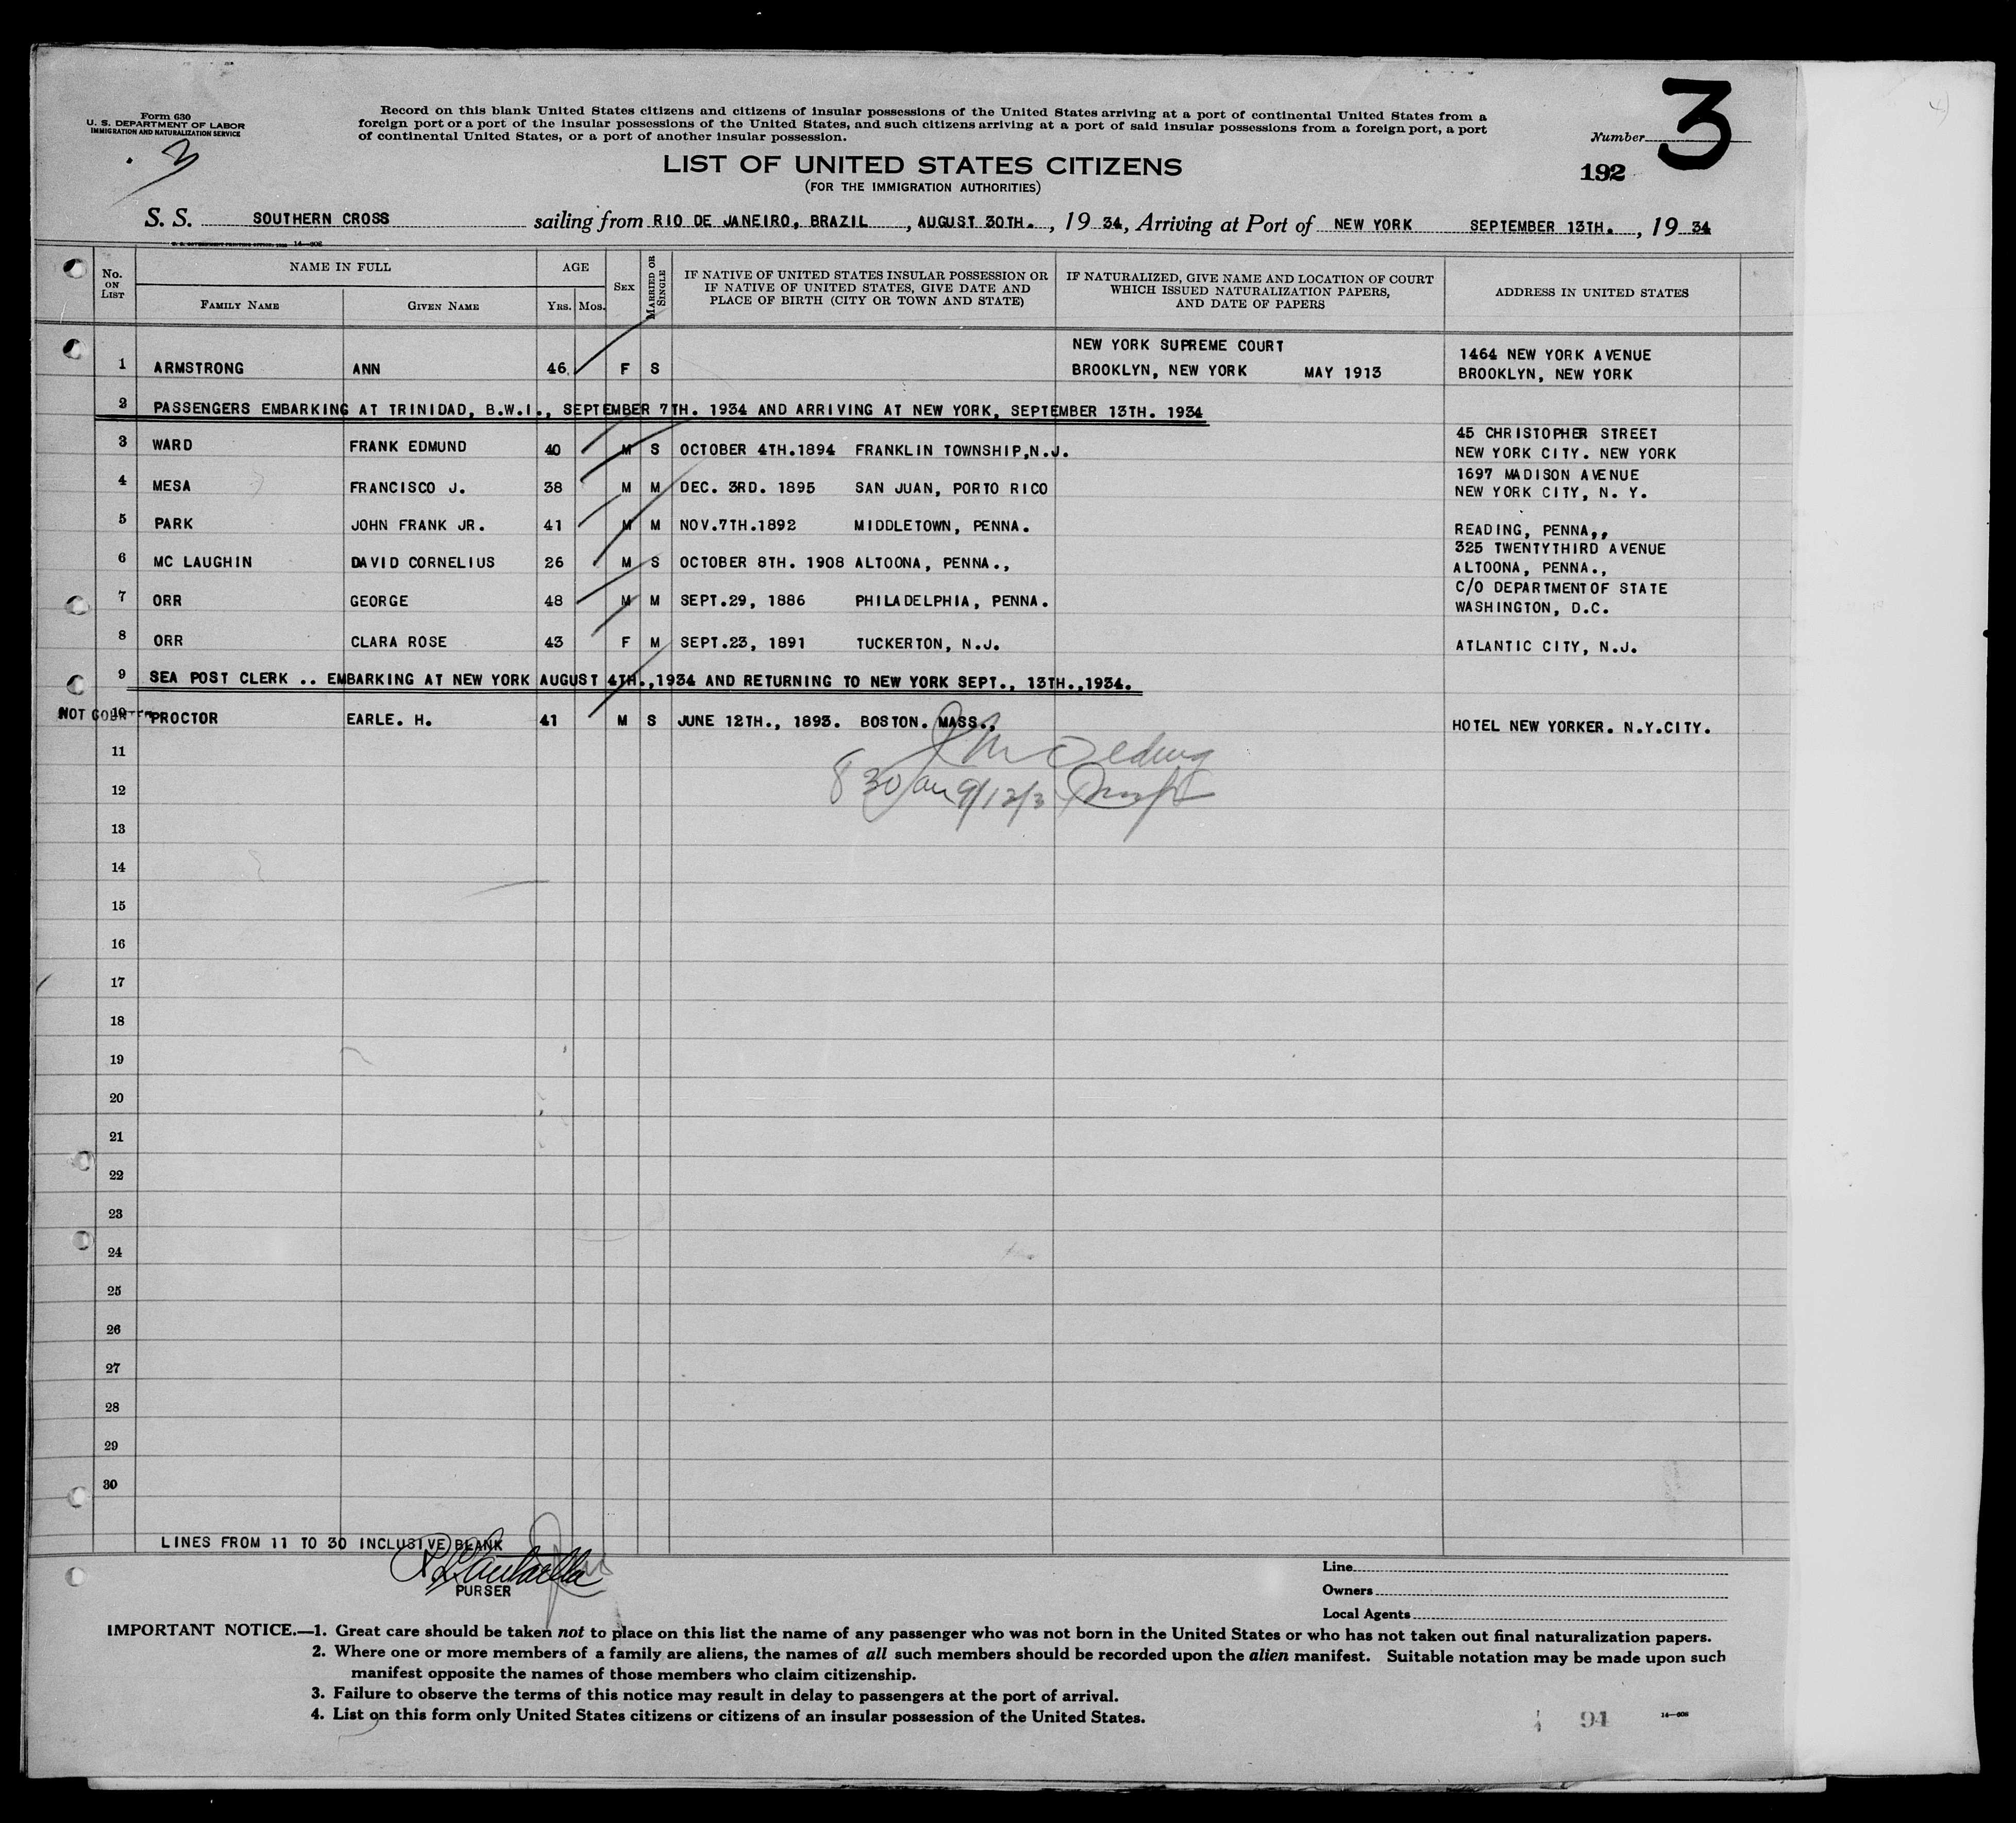 Form 630
U. S. DEPARTMENT OF LABOR
IMMIGRATION AND NATURALIZATION SERVICE
3
Record on this blank United States citizens and citizens of insular possessions of the United States arriving at a port of continental United States from a
foreign port or a port of the insular possessions of the United States, and such citizens arriving at a port of said insular possessions from a foreign port, a port
of continental United States, or a port of another insular possession.
Number 3
LIST OF UNITED STATES CITIZENS
(FOR THE IMMIGRATION AUTHORITIES)
192
S. S. SOUTHERN CROSS sailing from RIO DE JANEIRO, BRAZIL , AUGUST 30TH. , 19 34, Arriving at Port of NEW YORK SEPTEMBER 13TH. , 19 34
No. ON LIST
NAME IN FULL
FAMILY NAME
GIVEN NAME
AGE
YRS. MOS.
SEX
MARRIED OR SINGLE
IF NATIVE OF UNITED STATES INSULAR POSSESSION OR
IF NATIVE OF UNITED STATES, GIVE DATE AND
PLACE OF BIRTH (CITY OR TOWN AND STATE)
IF NATURALIZED, GIVE NAME AND LOCATION OF COURT
WHICH ISSUED NATURALIZATION PAPERS,
AND DATE OF PAPERS
ADDRESS IN UNITED STATES
NEW YORK SUPREME COURT 1464 NEW YORK AVENUE
1 ARMSTRONG ANN 46 F S BROOKLYN, NEW YORK MAY 1913 BROOKLYN, NEW YORK
2 PASSENGERS EMBARKING AT TRINIDAD, B.W.I., SEPTEMBER 7TH. 1934 AND ARRIVING AT NEW YORK, SEPTEMBER 13TH. 1934
45 CHRISTOPHER STREET
3 WARD FRANK EDMUND 40 M S OCTOBER 4TH.1894 FRANKLIN TOWNSHIP,N.J. NEW YORK CITY. NEW YORK
1697 MADISON AVENUE
4 MESA FRANCISCO J. 38 M M DEC. 3RD. 1895 SAN JUAN, PORTO RICO NEW YORK CITY, N. Y.
5 PARK JOHN FRANK JR. 41 M M NOV.7TH.1892 MIDDLETOWN, PENNA. READING, PENNA,,
325 TWENTYTHIRD AVENUE
6 MC LAUGHIN DAVID CORNELIUS 26 M S OCTOBER 8TH. 1908 ALTOONA, PENNA., ALTOONA, PENNA.,
C/O DEPARTMENT OF STATE
7 ORR GEORGE 48 M M SEPT.29, 1886 PHILADELPHIA, PENNA. WASHINGTON, D.C.
8 ORR CLARA ROSE 43 F M SEPT.23, 1891 TUCKERTON, N.J. ATLANTIC CITY, N.J.
9 SEA POST CLERK .. EMBARKING AT NEW YORK AUGUST 4TH.,1934 AND RETURNING TO NEW YORK SEPT., 13TH.,1934.
NOT 10 PROCTOR EARLE. H. 41 M S JUNE 12TH., 1893. BOSTON. MASS., HOTEL NEW YORKER. N.Y.CITY.
11
12
13
14
15
16
17
18
19
20
21
22
23
24
25
26
27
28
29
30
LINES FROM 11 TO 30 INCLUSIVE BLANK
PURSER
Line
Owners
Local Agents
IMPORTANT NOTICE.—1. Great care should be taken not to place on this list the name of any passenger who was not born in the United States or who has not taken out final naturalization papers.
2. Where one or more members of a family are aliens, the names of all such members should be recorded upon the alien manifest. Suitable notation may be made upon such
manifest opposite the names of those members who claim citizenship.
3. Failure to observe the terms of this notice may result in delay to passengers at the port of arrival.
4. List on this form only United States citizens or citizens of an insular possession of the United States.
91
14—608